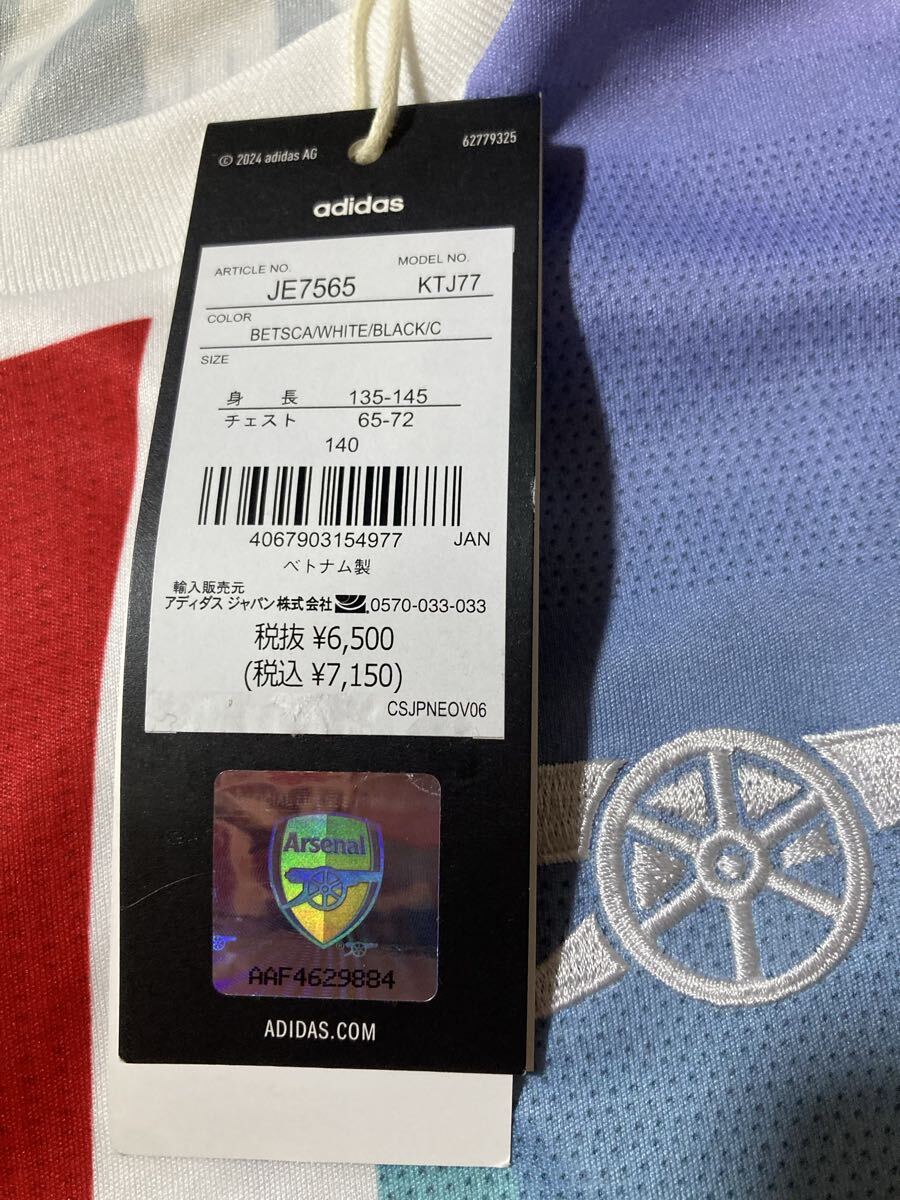 © 2024 adidas AG
62779325
adidas
ARTICLE NO. MODEL NO.
JE7565 KTJ77
COLOR
BETSCA/WHITE/BLACK/C
SIZE
身 長 135-145
チェスト 65-72
140
4067903154977 JAN
ベトナム製
輸入販売元
アディダス ジャパン株式会社 0570-033-033
税抜 ¥6,500
(税込 ¥7,150)
CSJPNEOV06
Arsenal
AAF4629884
ADIDAS.COM